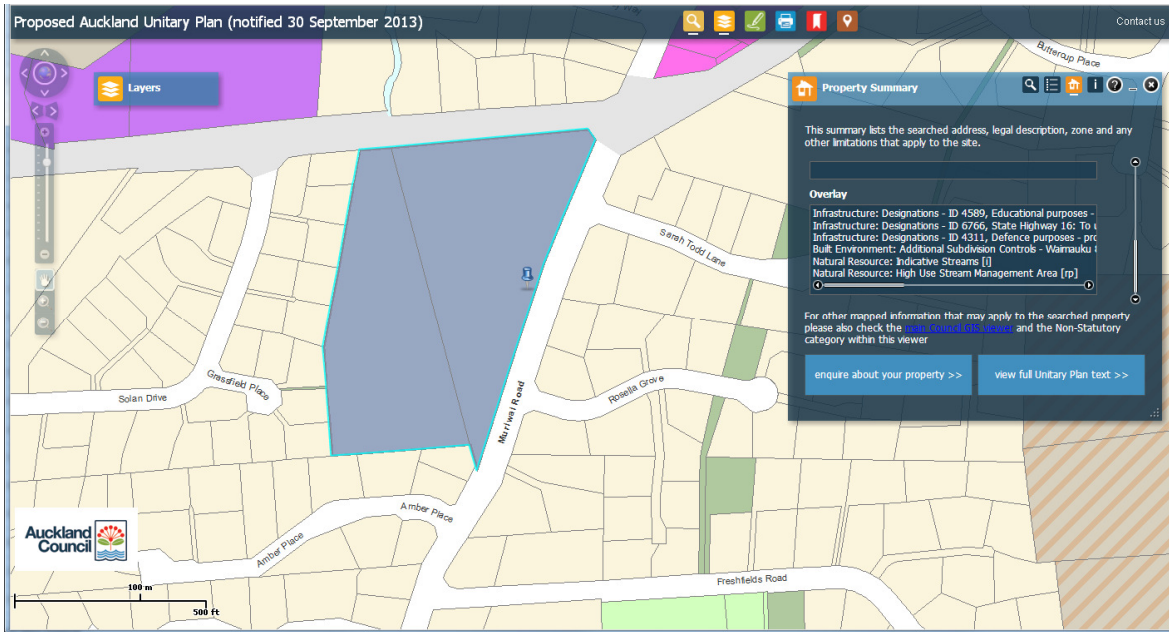 Proposed Auckland Unitary Plan (notified 30 September 2013)
Contact us
Way
Buttercup Place
Layers
Property Summary
This summary lists the searched address, legal description, zone and any
other limitations that apply to the site.
Overlay
Infrastructure: Designations - ID 4589, Educational purposes -
Infrastructure: Designations - ID 6766, State Highway 16: To u
Infrastructure: Designations - ID 4311, Defence purposes - pro
Built Environment: Additional Subdivision Controls - Waimauku
Natural Resource: Indicative Streams [i]
Natural Resource: High Use Stream Management Area [rp]
For other mapped information that may apply to the searched property
please also check the main Council GIS viewer and the Non-Statutory
category within this viewer
enquire about your property >>
view full Unitary Plan text >>
Sarah Todd Lane
Grassfield Place
Solan Drive
Rosella Grove
Muriwai Road
Amber Place
Amber Place
Freshfields Road
Auckland
Council
100 m
500 ft